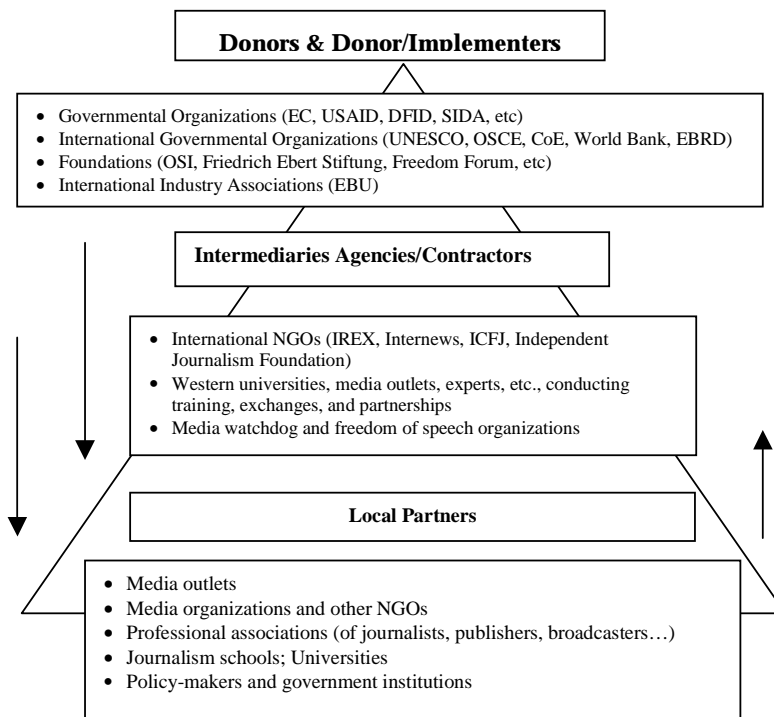 Donors & Donor/Implementers
• Governmental Organizations (EC, USAID, DFID, SIDA, etc)
• International Governmental Organizations (UNESCO, OSCE, CoE, World Bank, EBRD)
• Foundations (OSI, Friedrich Ebert Stiftung, Freedom Forum, etc)
• International Industry Associations (EBU)
Intermediaries Agencies/Contractors
• International NGOs (IREX, Internews, ICFJ, Independent
Journalism Foundation)
• Western universities, media outlets, experts, etc., conducting
training, exchanges, and partnerships
• Media watchdog and freedom of speech organizations
Local Partners
• Media outlets
• Media organizations and other NGOs
• Professional associations (of journalists, publishers, broadcasters…)
• Journalism schools; Universities
• Policy-makers and government institutions